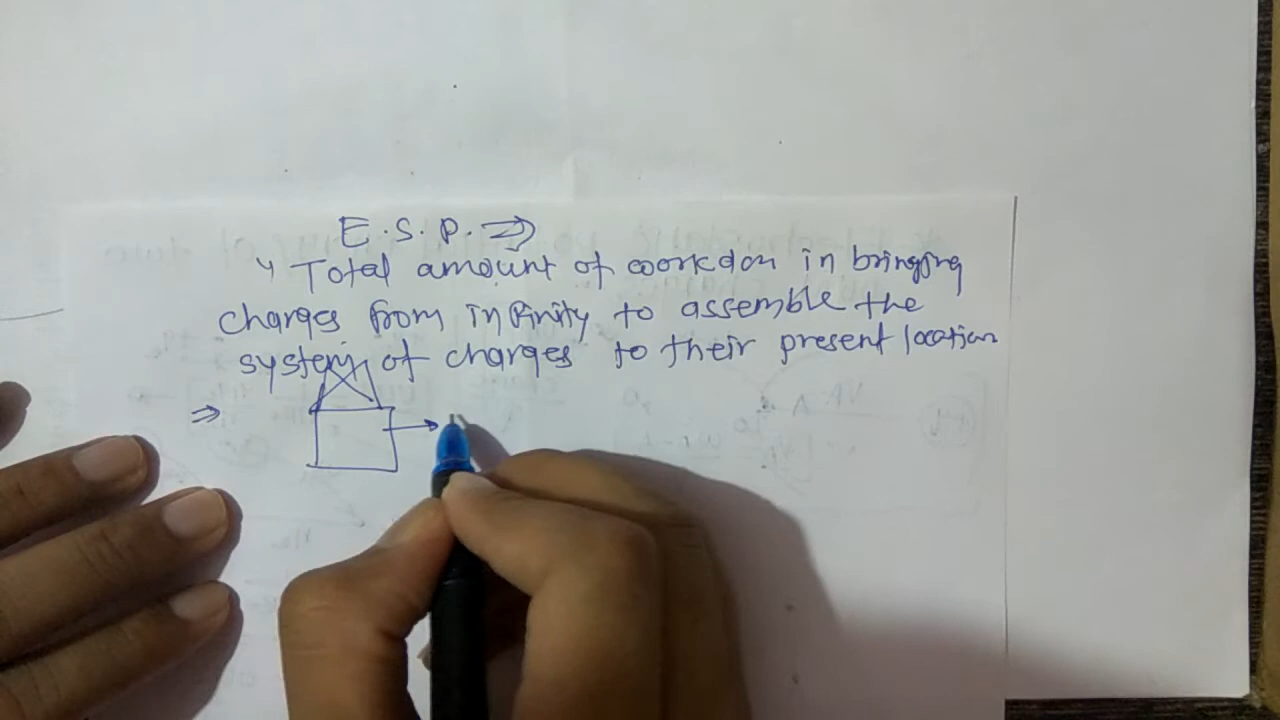 E.S.P. ⇒
Total amount of workdon in bringing
charges from infinity to assemble the
system of charges to their present location
⇒